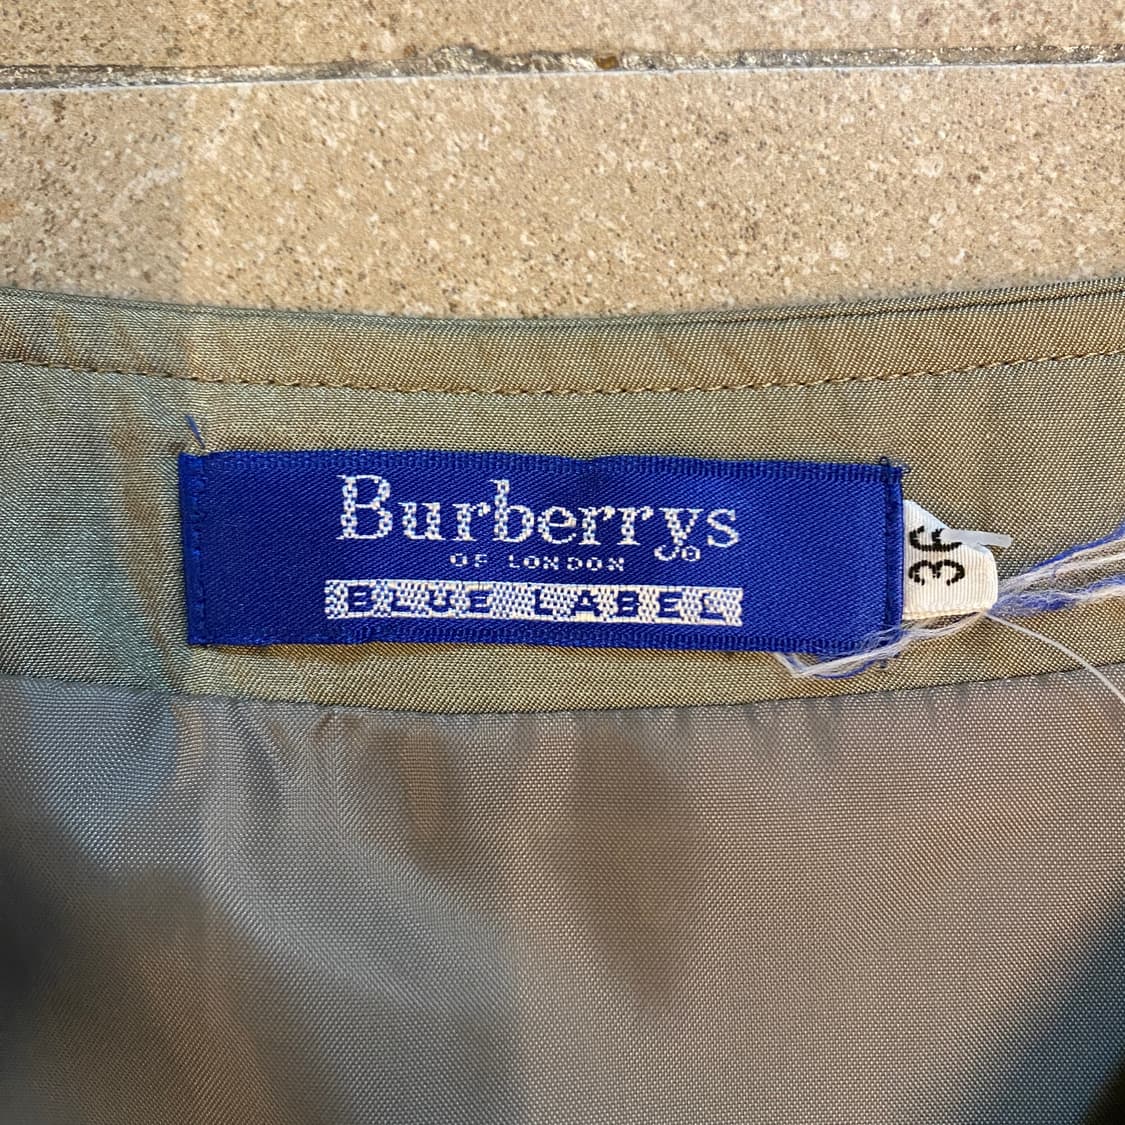 Burberrys®
OF LONDON
BLUE LABEL
36